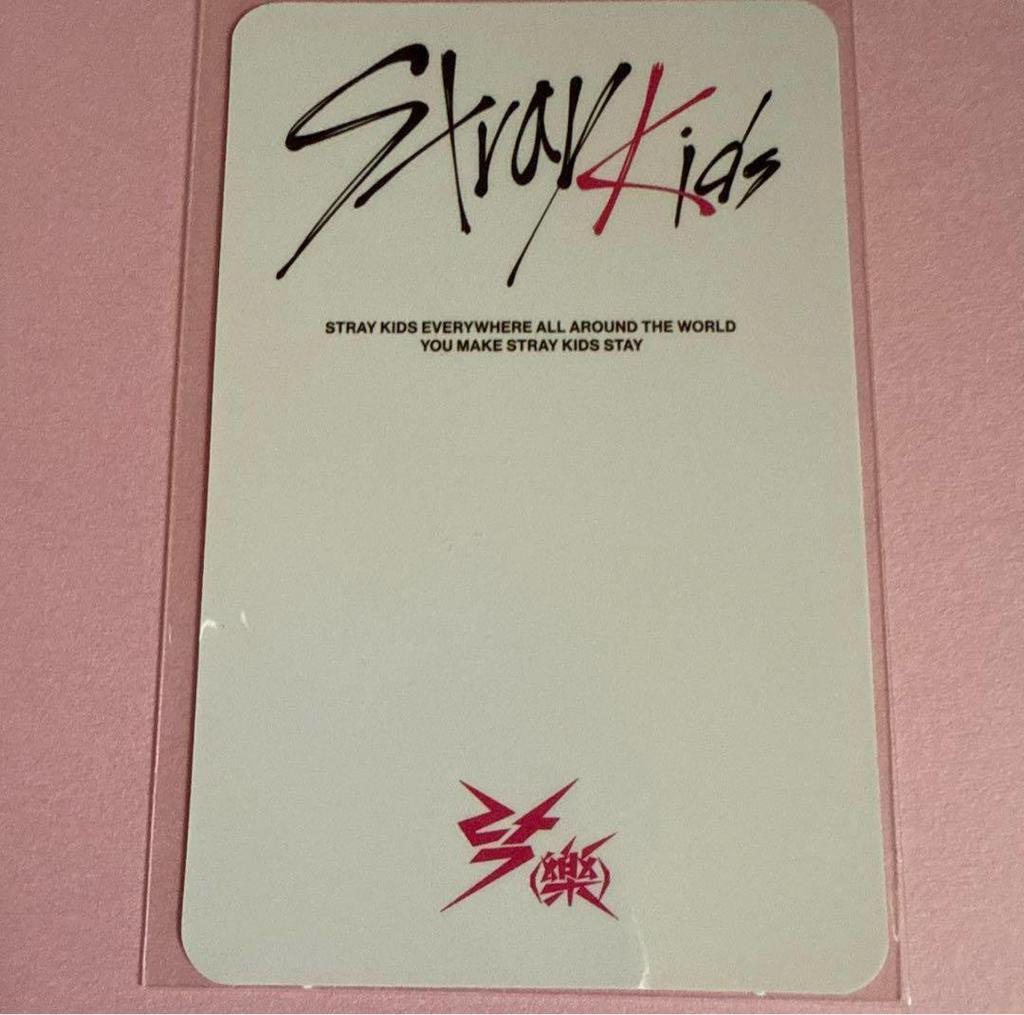 Stray Kids
STRAY KIDS EVERYWHERE ALL AROUND THE WORLD
YOU MAKE STRAY KIDS STAY
락
(樂)